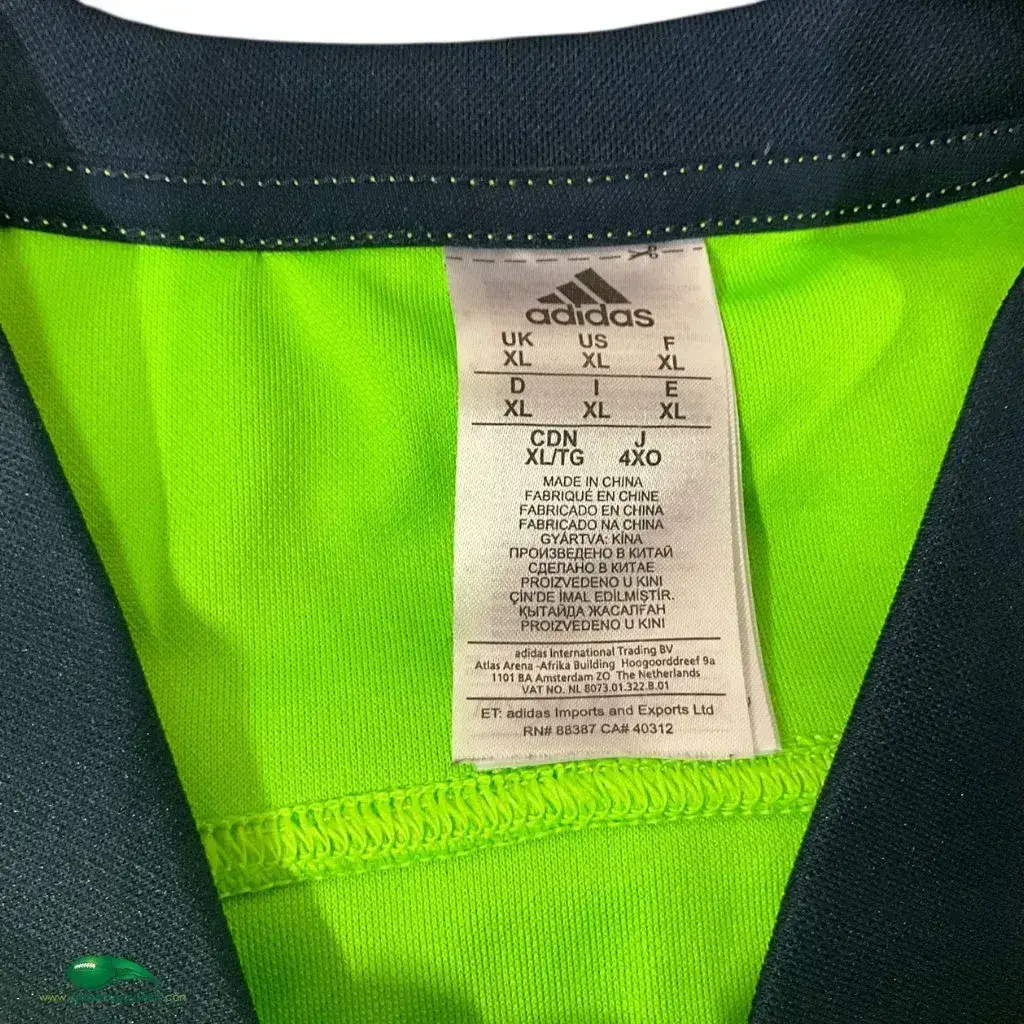 adidas
UK US F
XL XL XL
D I E
XL XL XL
CDN J
XL/TG 4XO
MADE IN CHINA
FABRIQUÉ EN CHINE
FABRICADO EN CHINA
FABRICADO NA CHINA
GYÁRTVA: KÍNA
ПРОИЗВЕДЕНО В КИТАЙ
СДЕЛАНО В КИТАЕ
PROIZVEDENO U KINI
ÇİN'DE İMAL EDİLMİŞTİR.
ҚЫТАЙДА ЖАСАЛҒАН
PROIZVEDENO U KINI
adidas International Trading BV
Atlas Arena -Afrika Building Hoogoorddreef 9a
1101 BA Amsterdam ZO The Netherlands
VAT NO. NL 8073.01.322.B.01
ET: adidas Imports and Exports Ltd
RN# 88387 CA# 40312